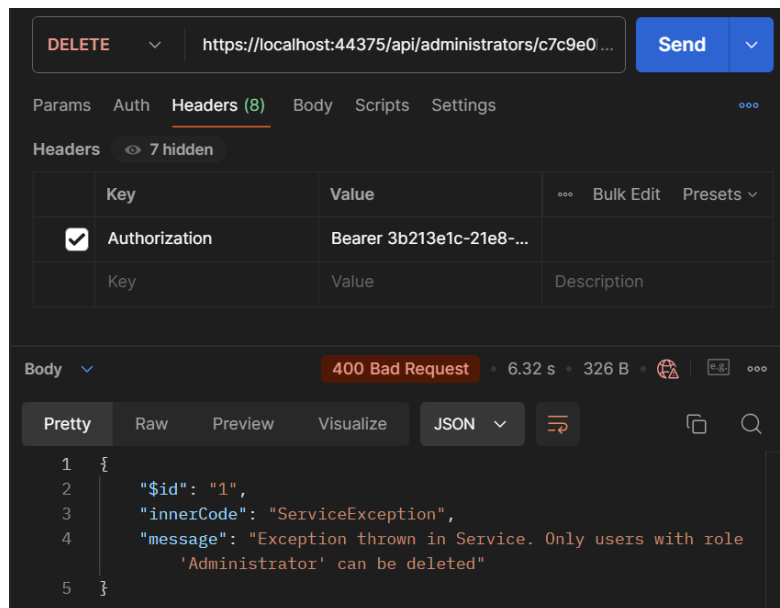 DELETE https://localhost:44375/api/administrators/c7c9e0... Send
Params Auth Headers (8) Body Scripts Settings
Headers 7 hidden
Key Value Bulk Edit Presets
Authorization Bearer 3b213e1c-21e8-...
Key Value Description
Body 400 Bad Request • 6.32 s • 326 B • e.g.
Pretty Raw Preview Visualize JSON
1 {
2 "$id": "1",
3 "innerCode": "ServiceException",
4 "message": "Exception thrown in Service. Only users with role
'Administrator' can be deleted"
5 }